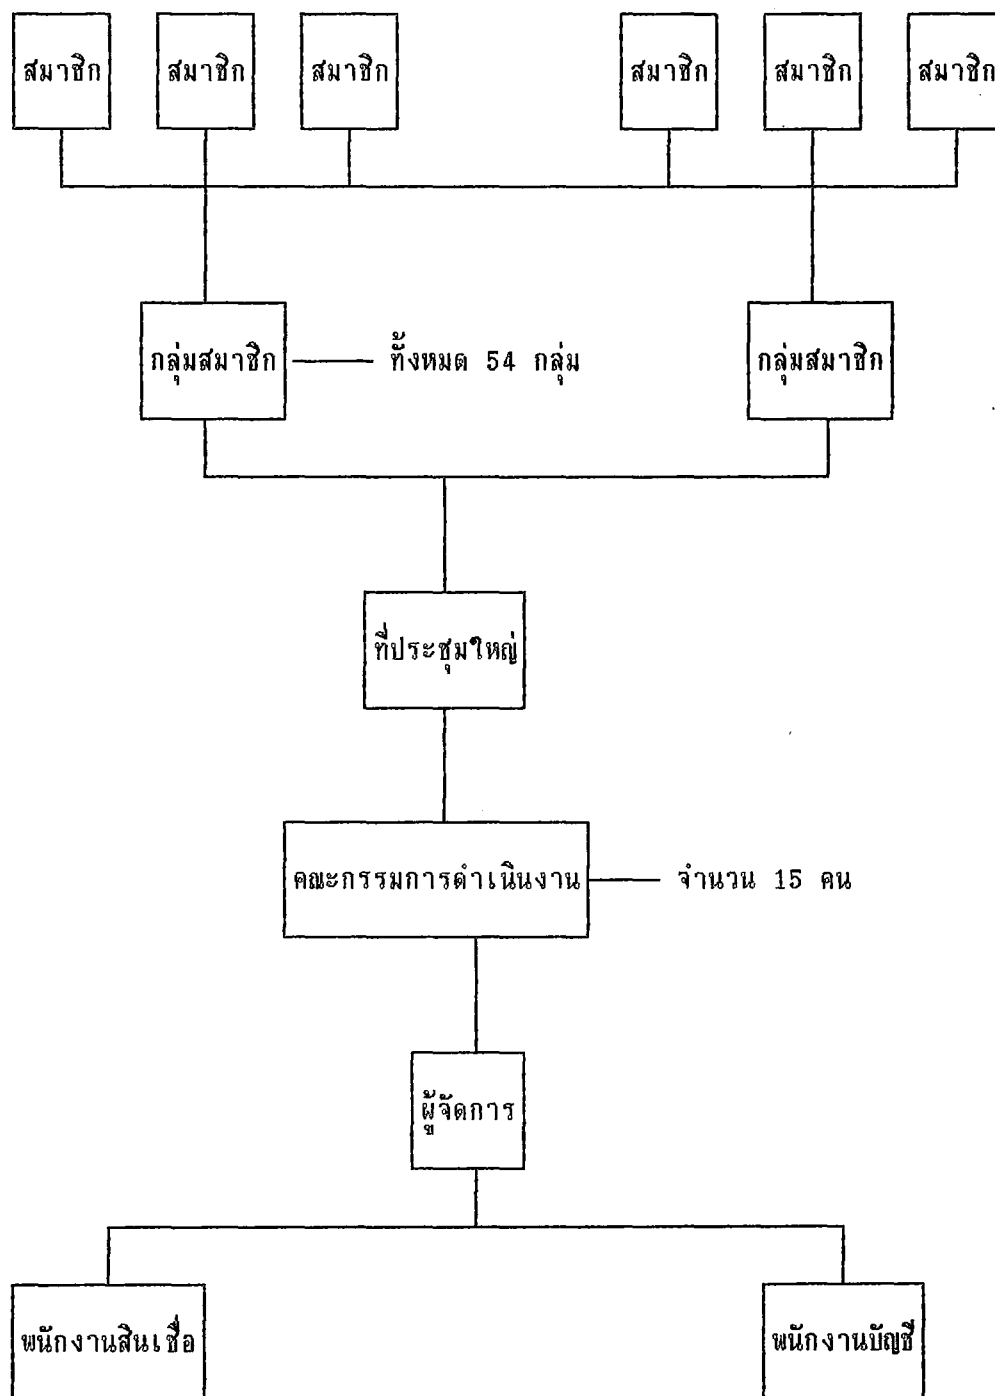 สมาชิก สมาชิก สมาชิก สมาชิก สมาชิก สมาชิก
กลุ่มสมาชิก ทั้งหมด 54 กลุ่ม กลุ่มสมาชิก
ที่ประชุมใหญ่
คณะกรรมการดำเนินงาน จำนวน 15 คน
ผู้จัดการ
พนักงานสินเชื่อ พนักงานบัญชี